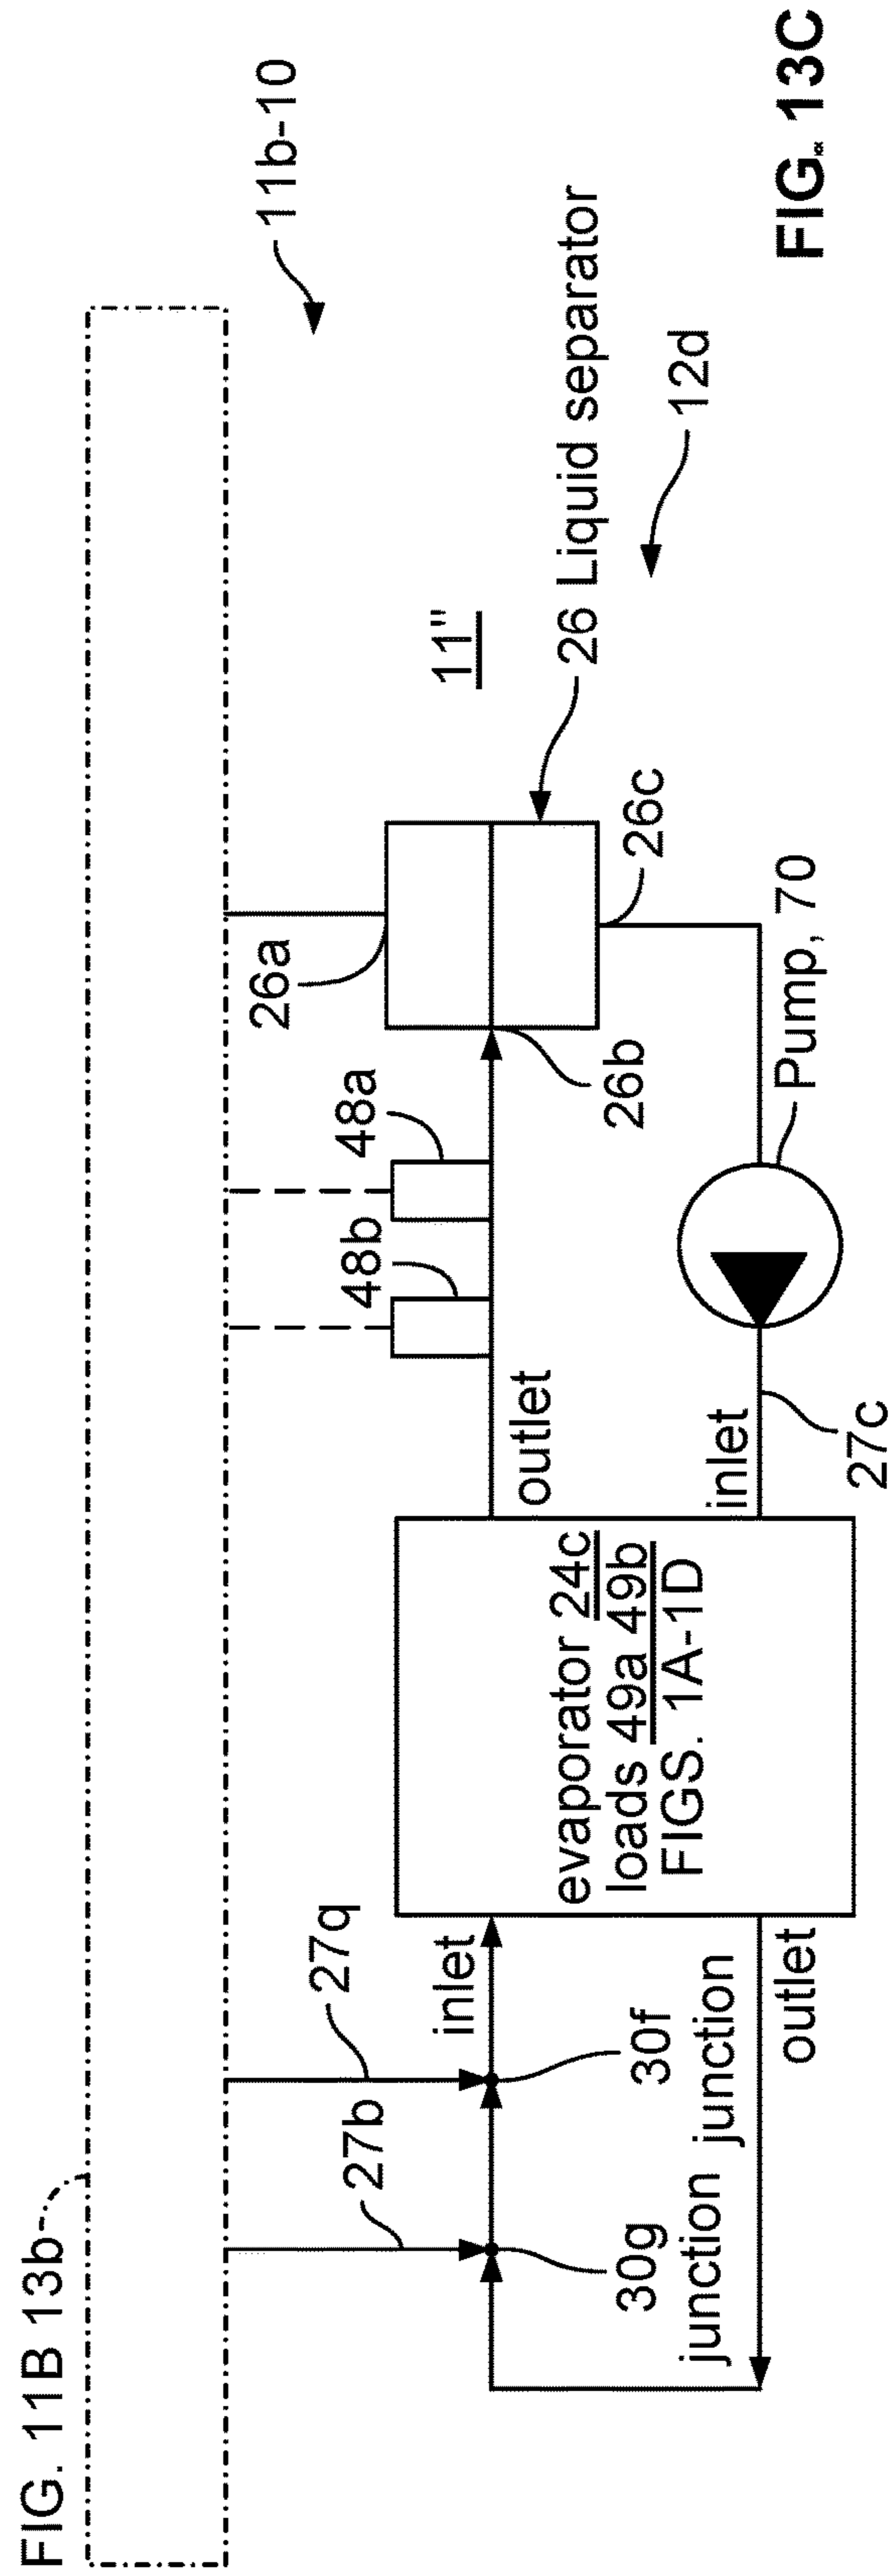 FIG. 11B 13b
11b-10
27q
27b
26a
48a
48b
11"
26 Liquid separator
12d
inlet
outlet
26b
26c
evaporator 24c
loads 49a 49b
FIGS. 1A-1D
30g
junction
30f
junction
outlet
inlet
27c
Pump, 70
FIG. 13C